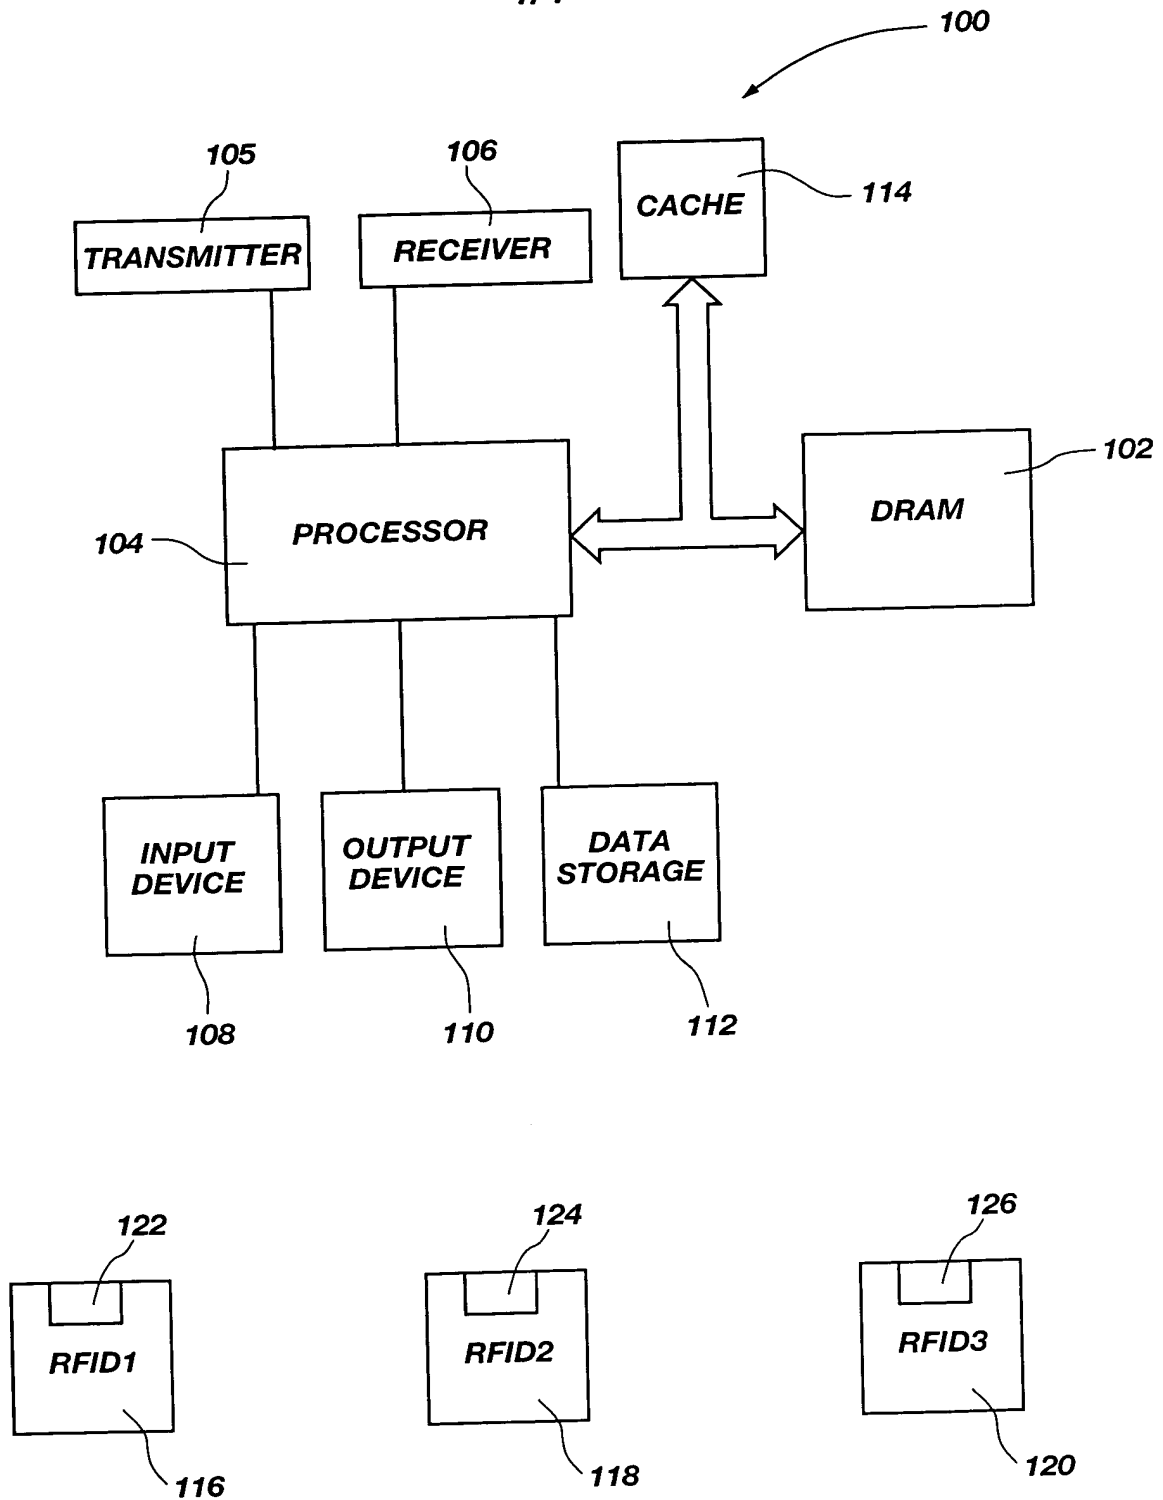 100
105
106
CACHE
114
TRANSMITTER
RECEIVER
102
DRAM
PROCESSOR
104
INPUT
DEVICE
OUTPUT
DEVICE
DATA
STORAGE
108
110
112
122
124
126
RFID1
RFID2
RFID3
116
118
120